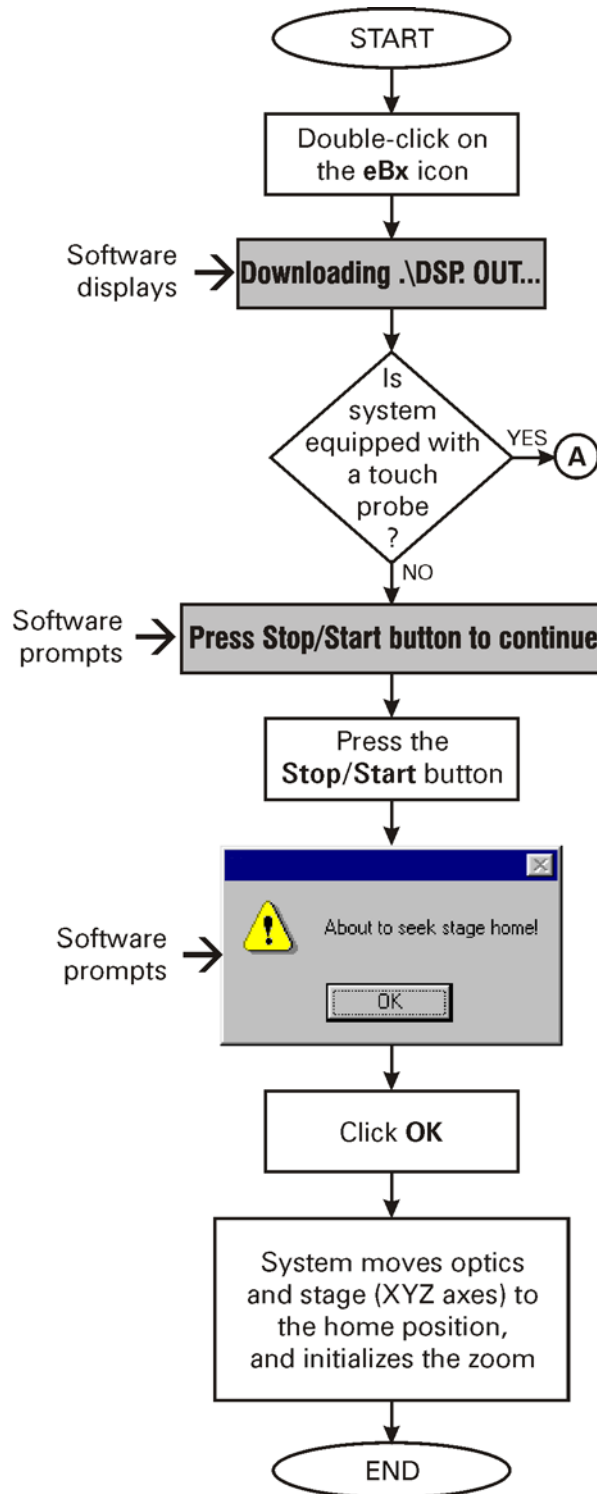 START
Double-click on
the eBx icon
Software
displays
Downloading .\DSP. OUT...
Is
system
equipped with
a touch
probe
?
YES
A
NO
Software
prompts
Press Stop/Start button to continue
Press the
Stop/Start button
About to seek stage home!
Software
prompts
OK
Click OK
System moves optics
and stage (XYZ axes) to
the home position,
and initializes the zoom
END